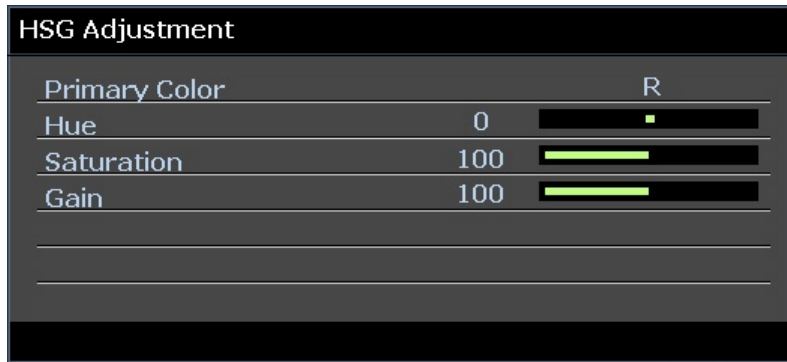 HSG Adjustment
Primary Color R
Hue 0
Saturation 100
Gain 100